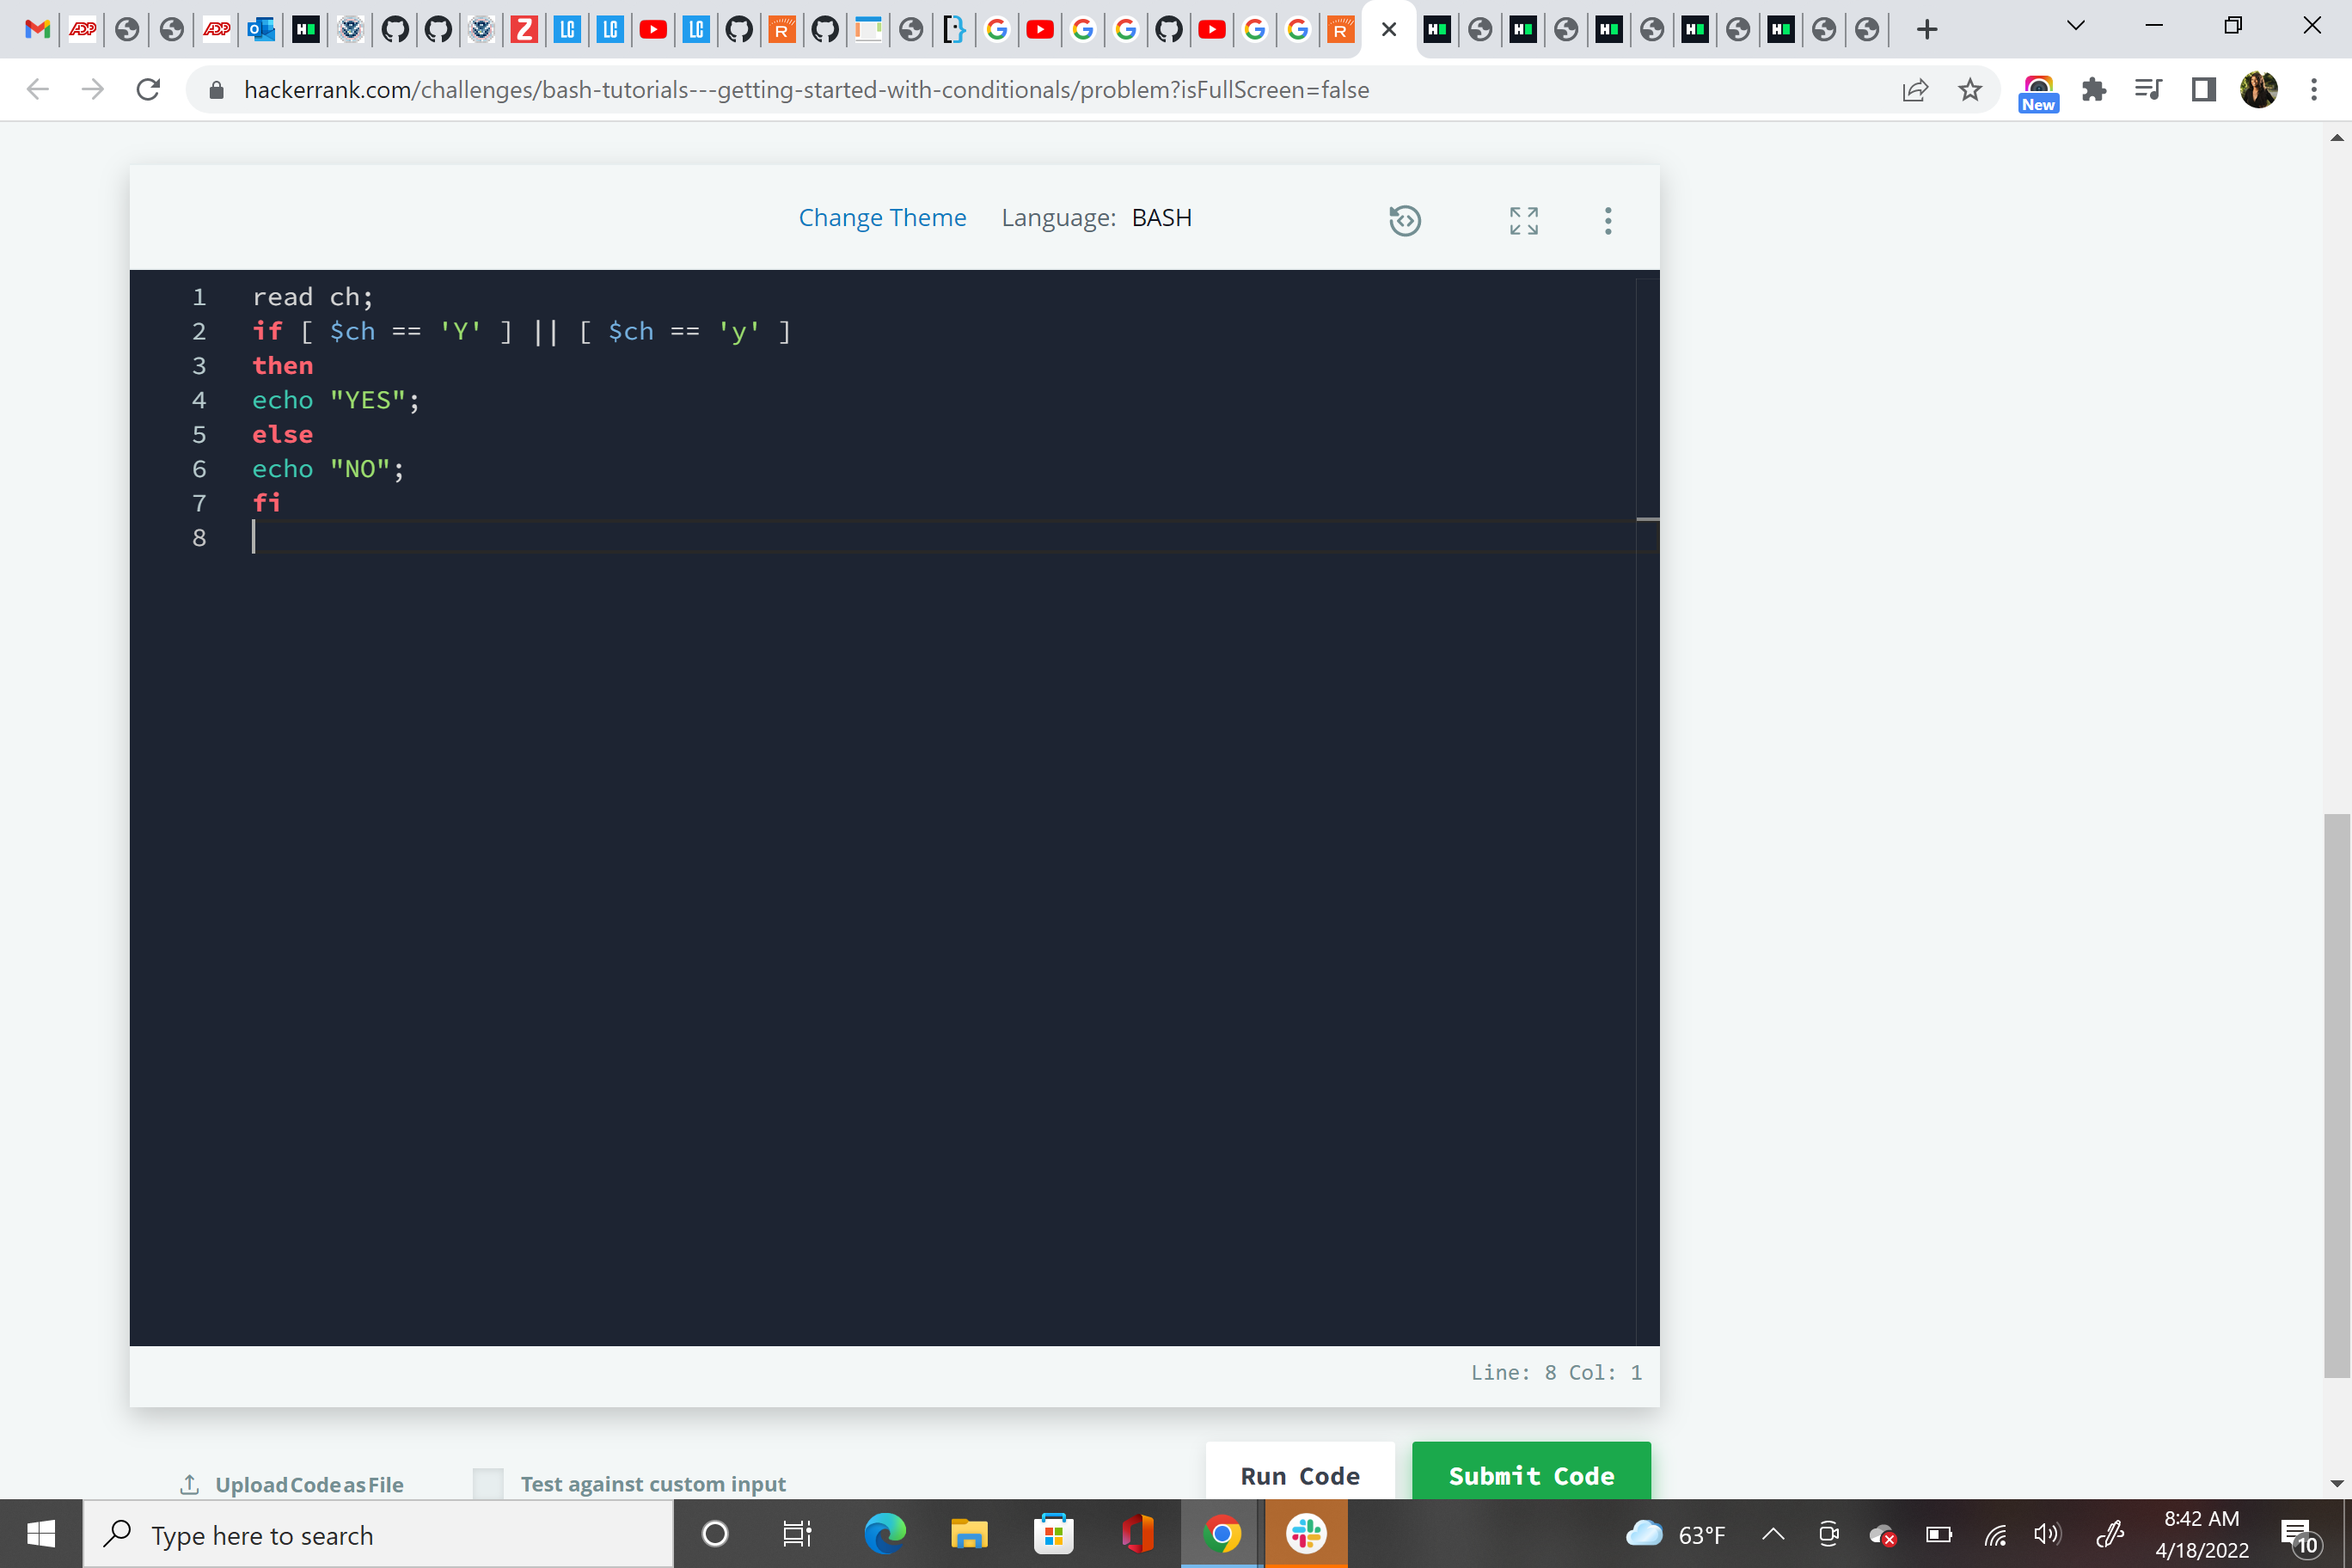 hackerrank.com/challenges/bash-tutorials---getting-started-with-conditionals/problem?isFullScreen=false
New
Change Theme Language: BASH
1 read ch;
2 if [ $ch == 'Y' ] || [ $ch == 'y' ]
3 then
4 echo "YES";
5 else
6 echo "NO";
7 fi
8
Line: 8 Col: 1
Upload Code as File Test against custom input Run Code Submit Code
Type here to search
63°F
8:42 AM
4/18/2022
10